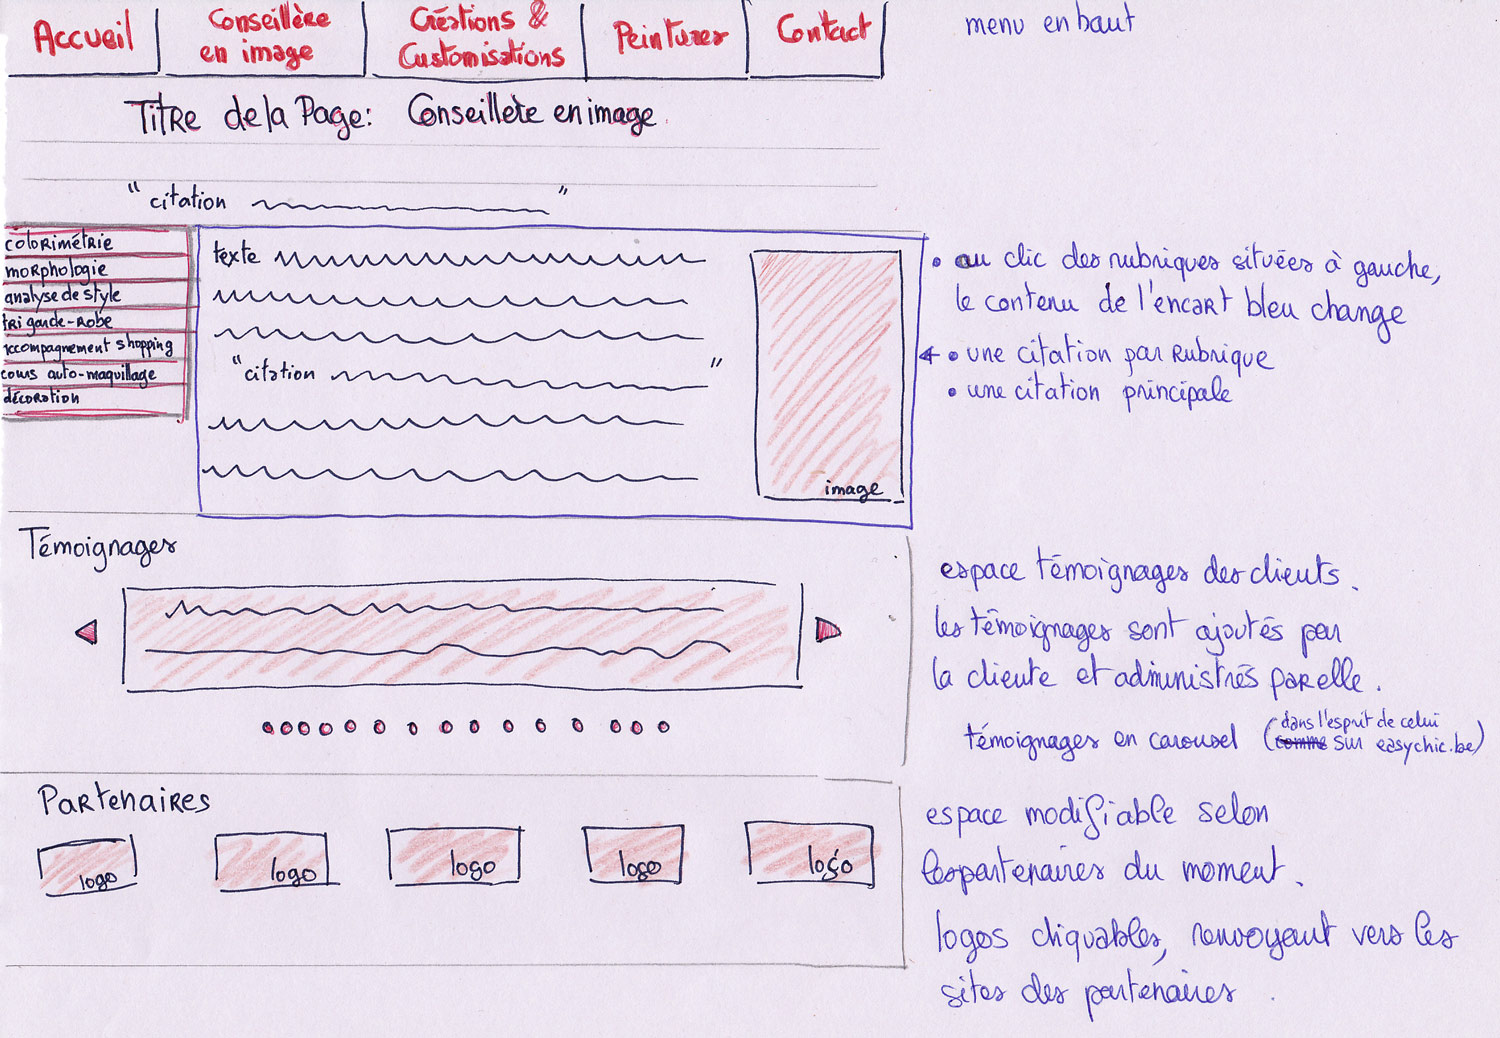 Accueil
Conseillère
en image
Créations &
Customisations
Peintures
Contact
menu en haut
Titre de la Page: Conseillère en image
"citation"
colorimétrie
morphologie
analyse de style
tri garde-robe
accompagnement shopping
cours auto-maquillage
décoration
texte
"citation"
image
• au clic des rubriques situées à gauche,
le contenu de l'encart bleu change
• une citation par rubrique
• une citation principale
Témoignages
espace témoignages des clients.
les témoignages sont ajoutés par
la cliente et administrés par elle.
témoignages en carousel (dans l'esprit de celui
comme sur easychic.be)
Partenaires
logo
logo
logo
logo
logo
espace modifiable selon
les partenaires du moment.
logos cliquables, renvoyant vers les
sites des partenaires.